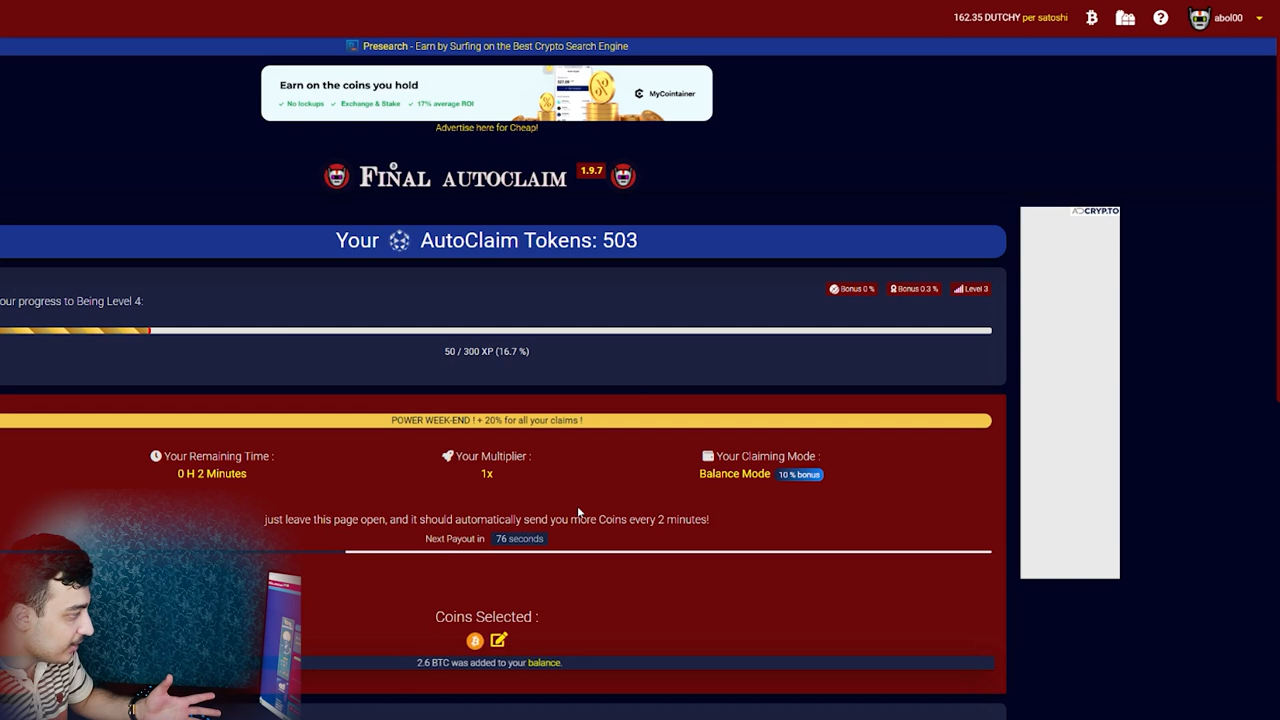 162.35 DUTCHY per satoshi
abol00
Presearch - Earn by Surfing on the Best Crypto Search Engine
Earn on the coins you hold
✓ No lockups ✓ Exchange & Stake ✓ 17% average ROI
MyCointainer
Advertise here for Cheap!
FINAL AUTOCLAIM 1.9.7
ADCRYP.TO
Your AutoClaim Tokens: 503
Bonus 0 % Bonus 0.3 % Level 3
our progress to Being Level 4:
50 / 300 XP (16.7 %)
POWER WEEK-END ! + 20% for all your claims !
Your Remaining Time :
0 H 2 Minutes
Your Multiplier :
1x
Your Claiming Mode :
Balance Mode 10 % bonus
just leave this page open, and it should automatically send you more Coins every 2 minutes!
Next Payout in 76 seconds
Coins Selected :
2.6 BTC was added to your balance.